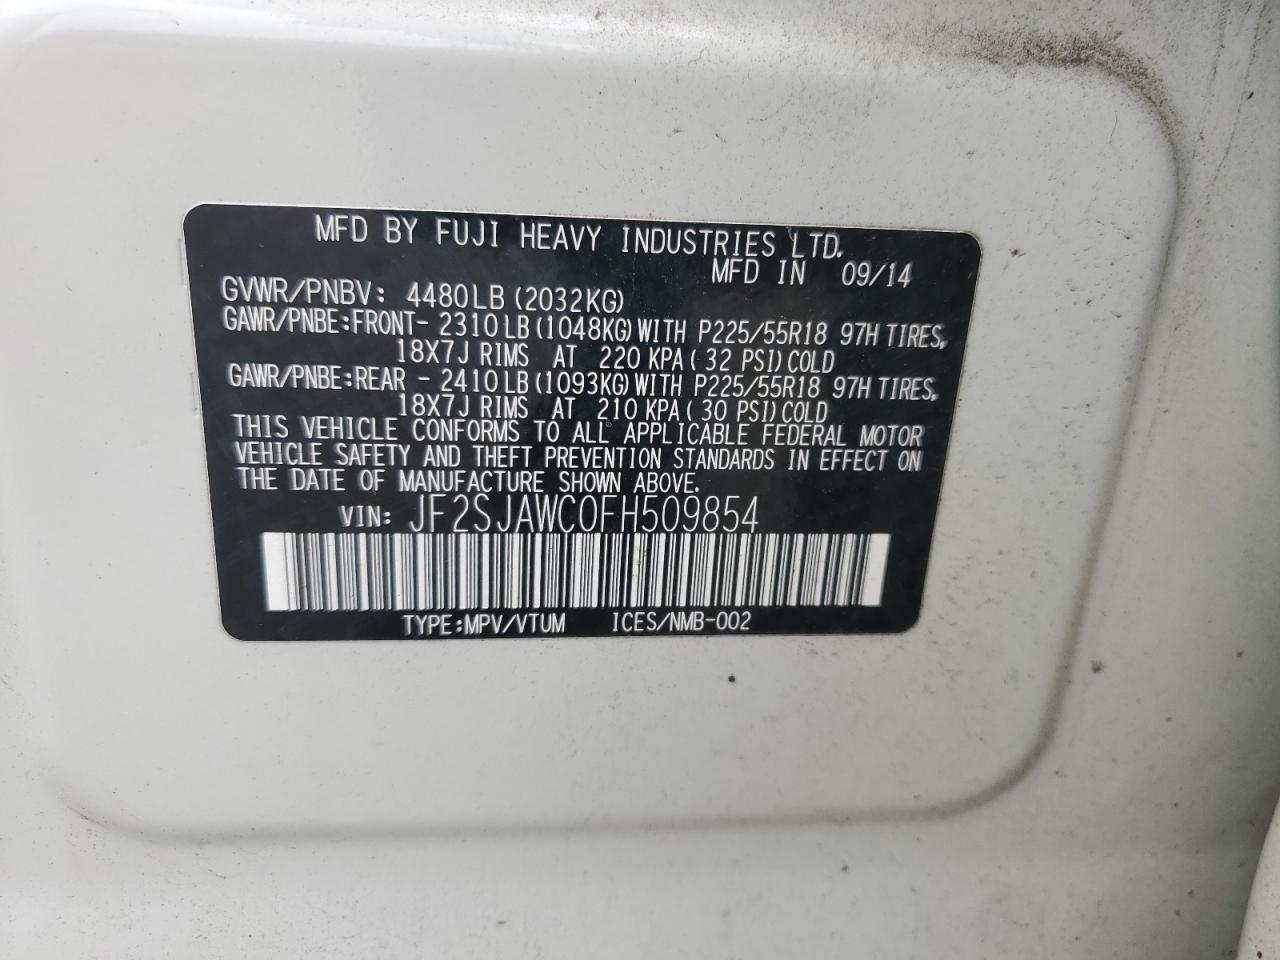 MFD BY FUJI HEAVY INDUSTRIES LTD.
MFD IN 09/14
GVWR/PNBV: 4480LB (2032KG)
GAWR/PNBE:FRONT- 2310LB (1048KG) WITH P225/55R18 97H TIRES,
18X7J RIMS AT 220 KPA ( 32 PSI) COLD
GAWR/PNBE:REAR - 2410LB (1093KG) WITH P225/55R18 97H TIRES,
18X7J RIMS AT 210 KPA ( 30 PSI) COLD
THIS VEHICLE CONFORMS TO ALL APPLICABLE FEDERAL MOTOR
VEHICLE SAFETY AND THEFT PREVENTION STANDARDS IN EFFECT ON
THE DATE OF MANUFACTURE SHOWN ABOVE.
VIN: JF2SJAWC0FH509854
TYPE:MPV/VTUM ICES/NMB-002